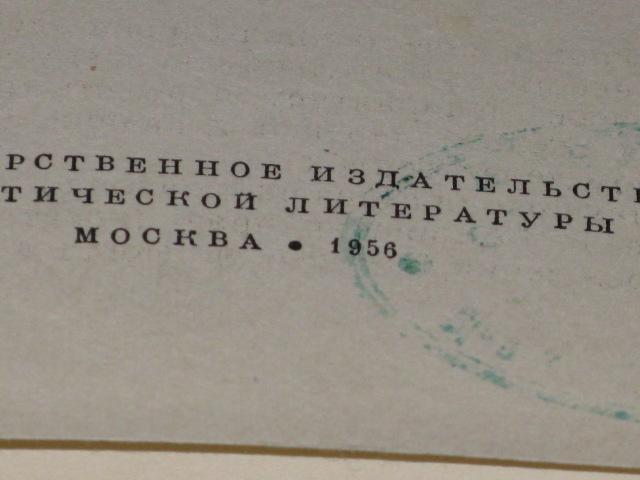 РСТВЕННОЕ ИЗДАТЕЛЬСТ
ТИЧЕСКОЙ ЛИТЕРАТУРЫ
МОСКВА • 1956